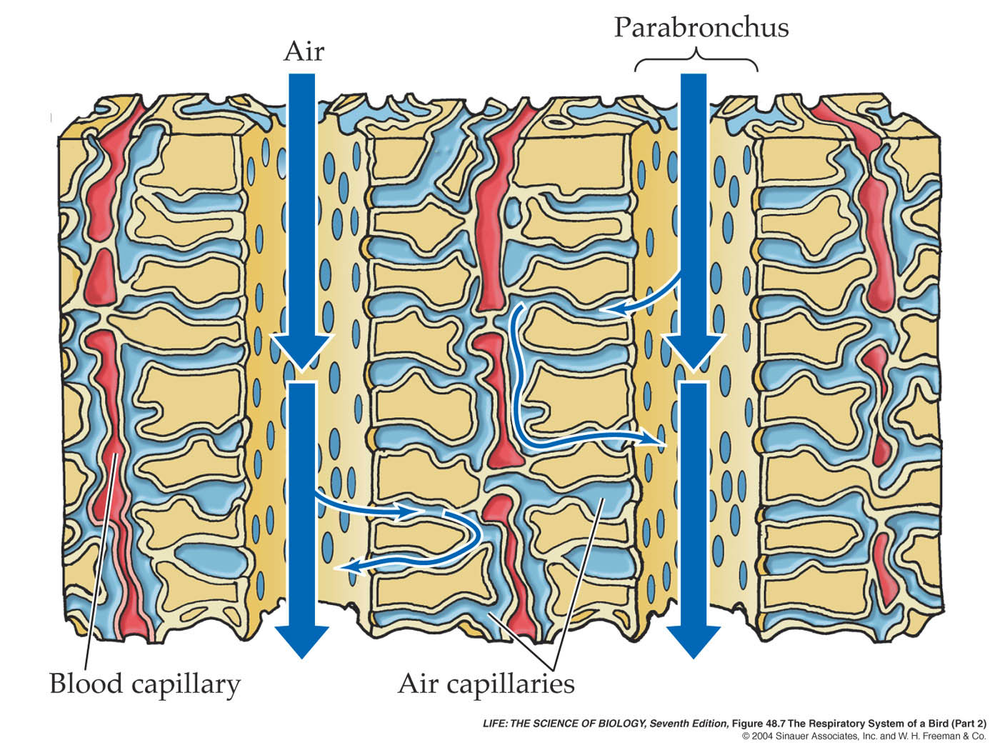 Parabronchus
Air
Blood capillary
Air capillaries
LIFE: THE SCIENCE OF BIOLOGY, Seventh Edition, Figure 48.7 The Respiratory System of a Bird (Part 2)
© 2004 Sinauer Associates, Inc. and W. H. Freeman & Co.